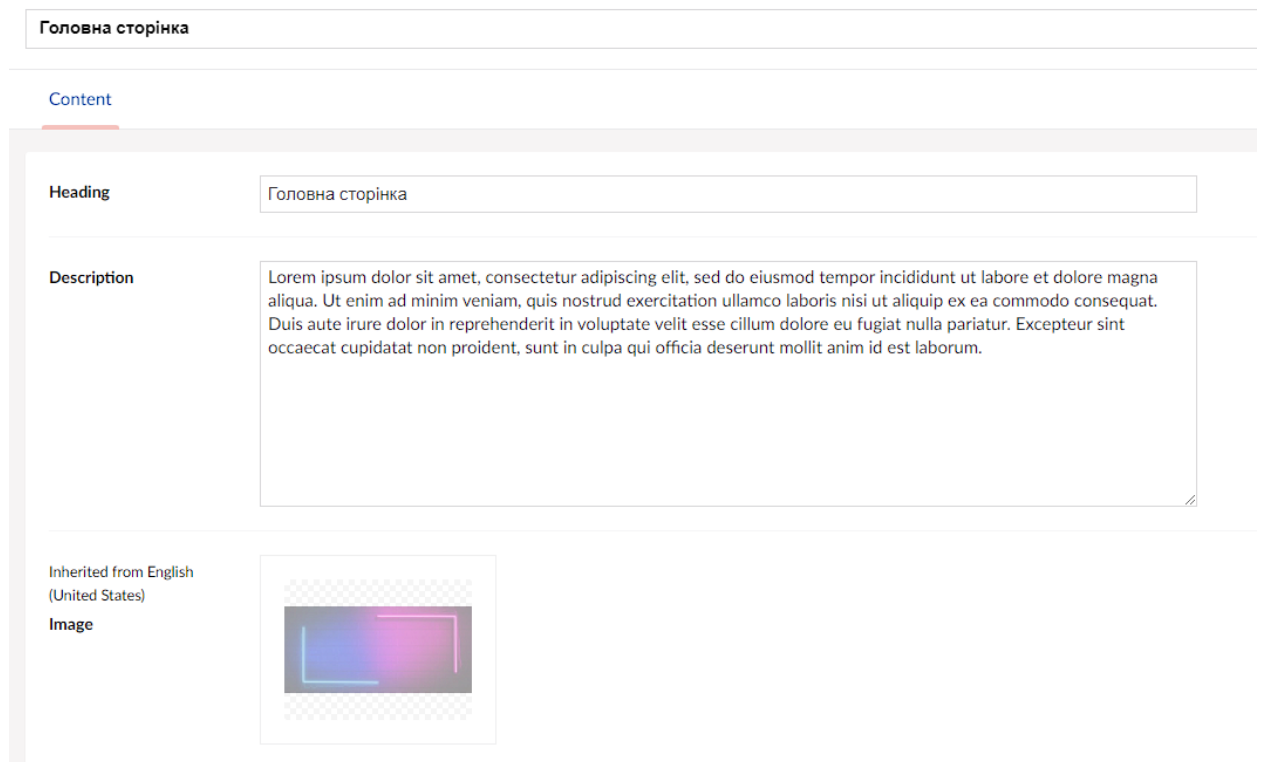 Головна сторінка
Content
Heading
Головна сторінка
Description
Lorem ipsum dolor sit amet, consectetur adipiscing elit, sed do eiusmod tempor incididunt ut labore et dolore magna
aliqua. Ut enim ad minim veniam, quis nostrud exercitation ullamco laboris nisi ut aliquip ex ea commodo consequat.
Duis aute irure dolor in reprehenderit in voluptate velit esse cillum dolore eu fugiat nulla pariatur. Excepteur sint
occaecat cupidatat non proident, sunt in culpa qui officia deserunt mollit anim id est laborum.
Inherited from English
(United States)
Image